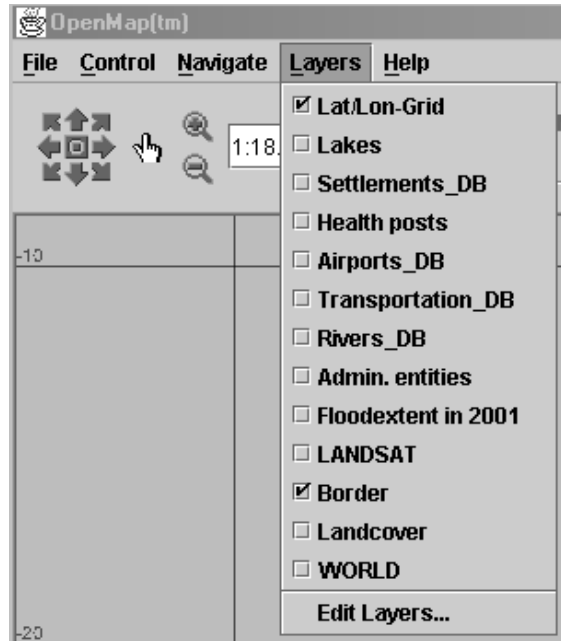 OpenMap(tm)
File Control Navigate Layers Help
1:18.
Lat/Lon-Grid
Lakes
Settlements_DB
Health posts
Airports_DB
Transportation_DB
Rivers_DB
Admin. entities
Floodextent in 2001
LANDSAT
Border
Landcover
WORLD
Edit Layers...
-10
-20